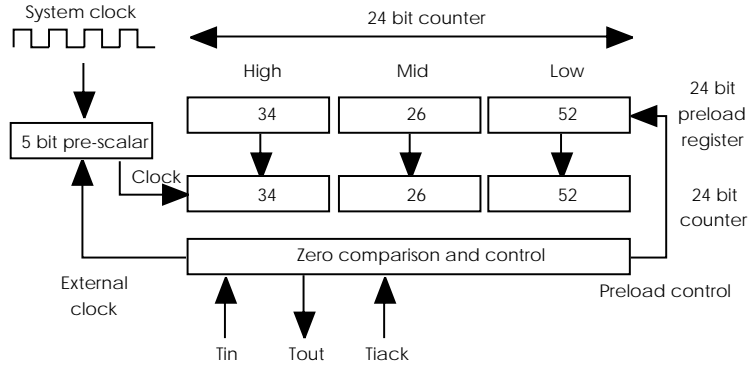 System clock
24 bit counter
High
Mid
Low
34
26
52
24 bit
preload
register
5 bit pre-scalar
Clock
34
26
52
24 bit
counter
Zero comparison and control
External
clock
Preload control
Tin
Tout
Tiack